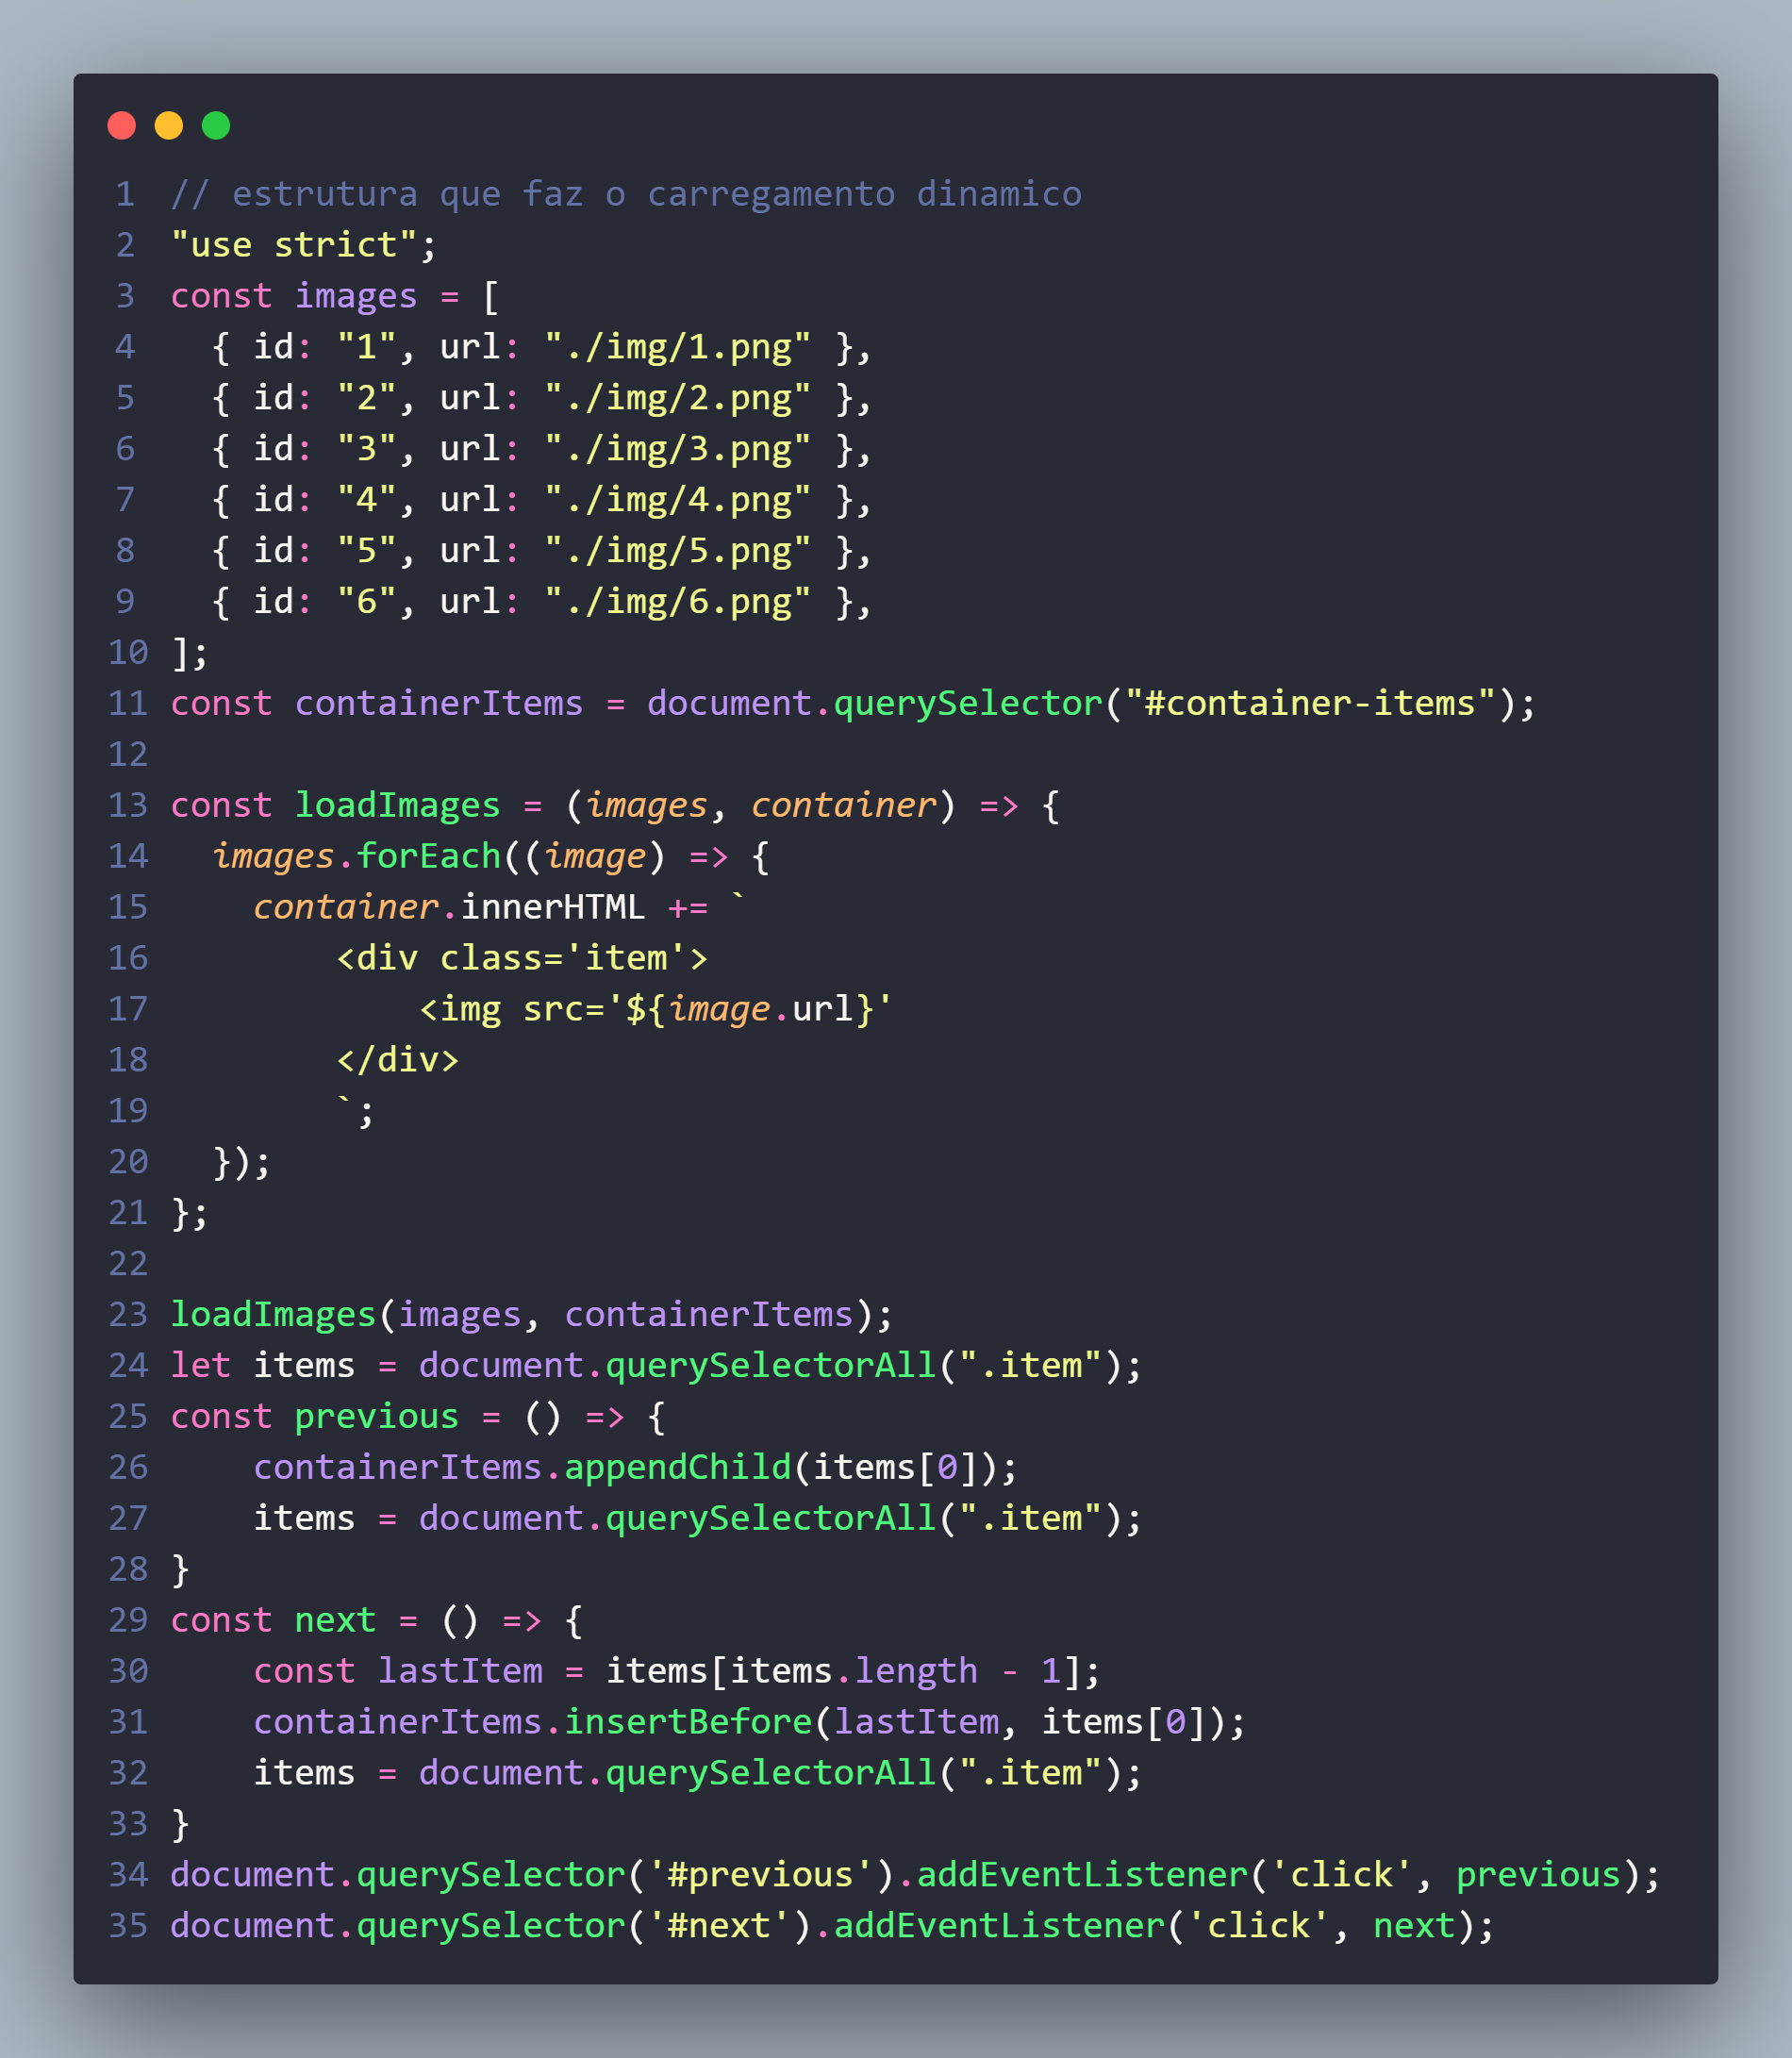 1 // estrutura que faz o carregamento dinamico
2 "use strict";
3 const images = [
4   { id: "1", url: "./img/1.png" },
5   { id: "2", url: "./img/2.png" },
6   { id: "3", url: "./img/3.png" },
7   { id: "4", url: "./img/4.png" },
8   { id: "5", url: "./img/5.png" },
9   { id: "6", url: "./img/6.png" },
10 ];
11 const containerItems = document.querySelector("#container-items");
12
13 const loadImages = (images, container) => {
14   images.forEach((image) => {
15     container.innerHTML += `
16         <div class='item'>
17             <img src='${image.url}'
18         </div>
19         `;
20   });
21 };
22
23 loadImages(images, containerItems);
24 let items = document.querySelectorAll(".item");
25 const previous = () => {
26     containerItems.appendChild(items[0]);
27     items = document.querySelectorAll(".item");
28 }
29 const next = () => {
30     const lastItem = items[items.length - 1];
31     containerItems.insertBefore(lastItem, items[0]);
32     items = document.querySelectorAll(".item");
33 }
34 document.querySelector('#previous').addEventListener('click', previous);
35 document.querySelector('#next').addEventListener('click', next);